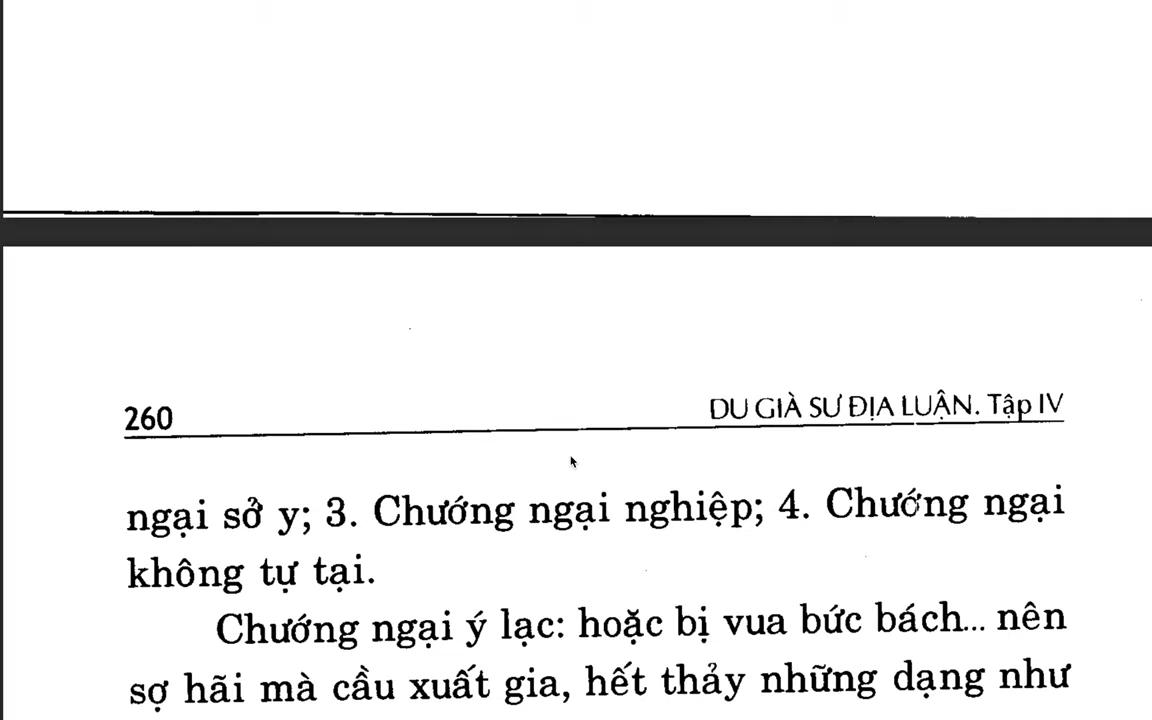 260
DU GIÀ SƯ ĐỊA LUẬN. Tập IV
ngại sở y; 3. Chướng ngại nghiệp; 4. Chướng ngại
không tự tại.
Chướng ngại ý lạc: hoặc bị vua bức bách... nên
sợ hãi mà cầu xuất gia, hết thảy những dạng như